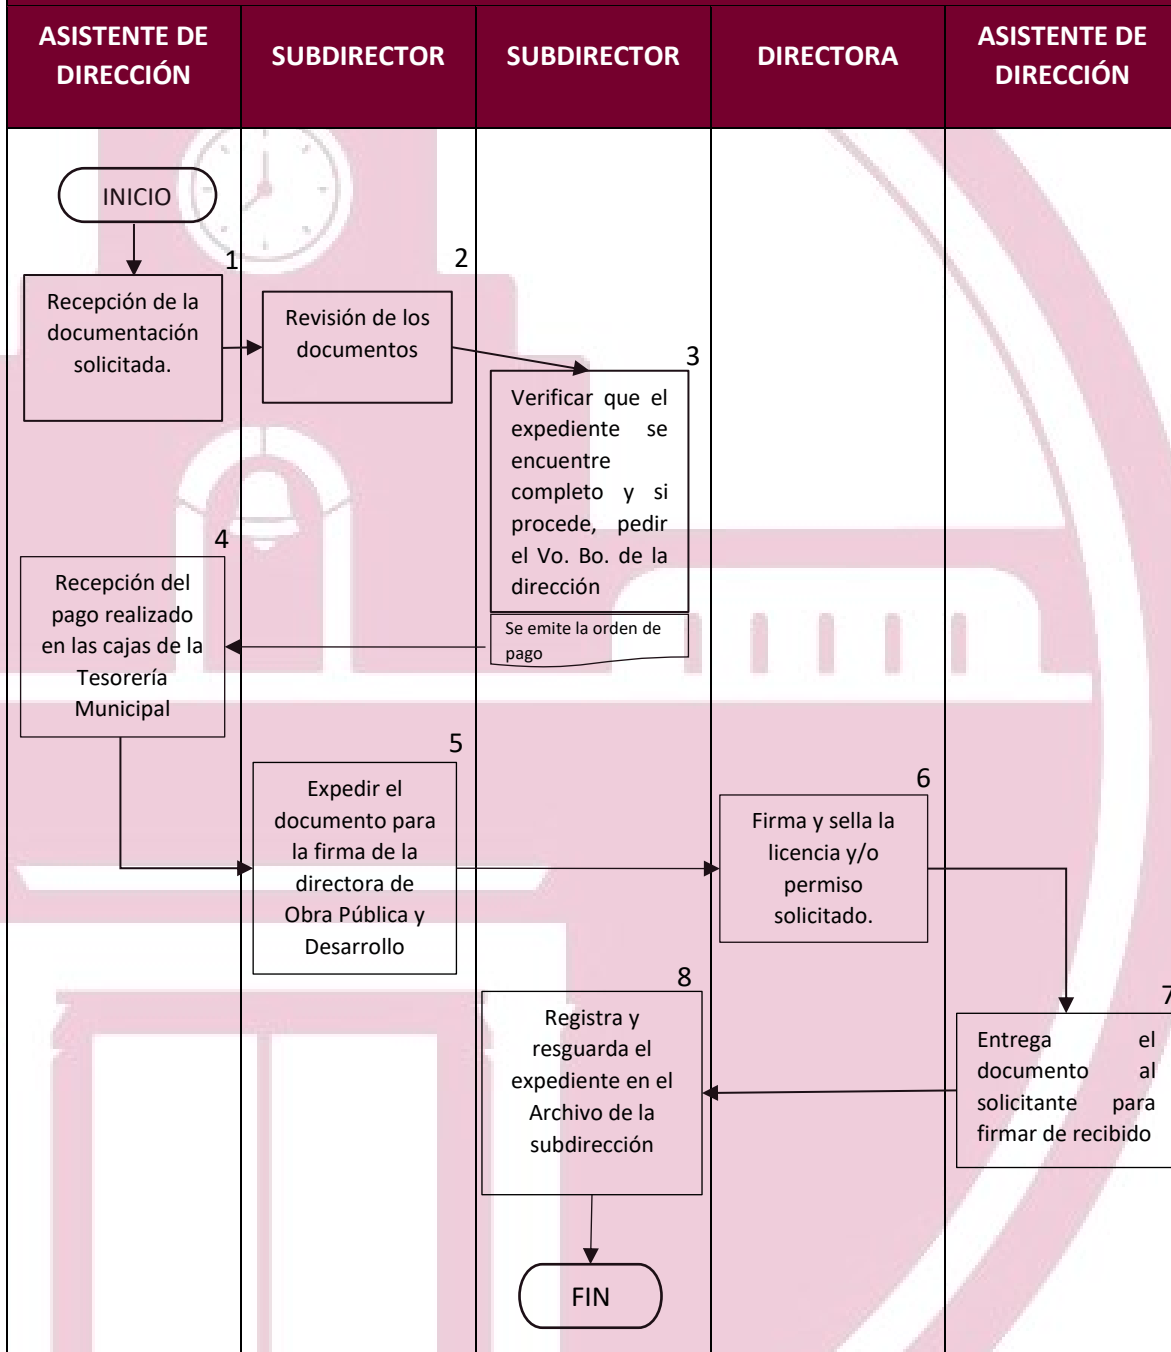 ASISTENTE DE
DIRECCIÓN
SUBDIRECTOR
SUBDIRECTOR
DIRECTORA
ASISTENTE DE
DIRECCIÓN
INICIO
1
Recepción de la
documentación
solicitada.
2
Revisión de los
documentos
3
Verificar que el
expediente se
encuentre
completo y si
procede, pedir
el Vo. Bo. de la
dirección
Se emite la orden de
pago
4
Recepción del
pago realizado
en las cajas de la
Tesorería
Municipal
5
Expedir el
documento para
la firma de la
directora de
Obra Pública y
Desarrollo
6
Firma y sella la
licencia y/o
permiso
solicitado.
7
Entrega el
documento al
solicitante para
firmar de recibido
8
Registra y
resguarda el
expediente en el
Archivo de la
subdirección
FIN